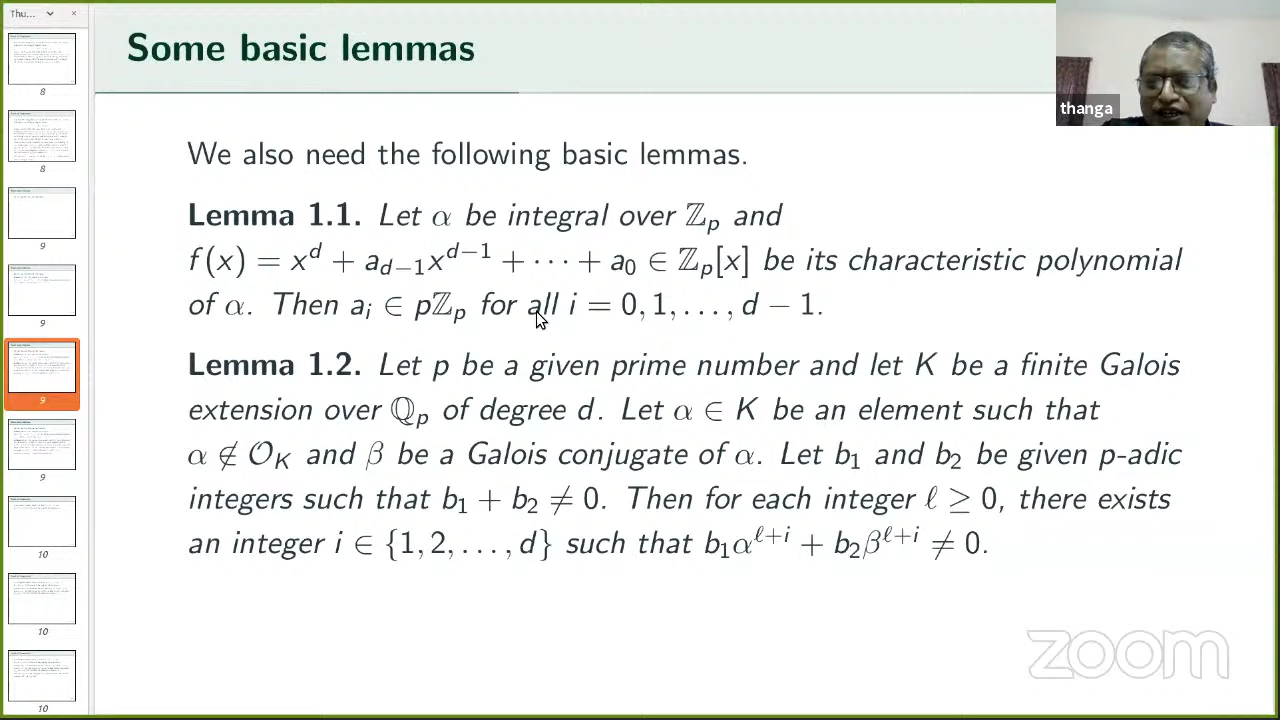 Thu...
Some basic lemmas
thanga
We also need the following basic lemmas.
Lemma 1.1. Let α be integral over ℤ_p and
f(x) = x^d + a_{d−1}x^{d−1} + ⋯ + a_0 ∈ ℤ_p[x] be its characteristic polynomial
of α. Then a_i ∈ pℤ_p for all i = 0, 1, . . . , d − 1.
Lemma 1.2. Let p be a given prime number and let K be a finite Galois
extension over ℚ_p of degree d. Let α ∈ K be an element such that
α ∉ 𝒪_K and β be a Galois conjugate of α. Let b_1 and b_2 be given p-adic
integers such that b_1 + b_2 ≠ 0. Then for each integer ℓ ≥ 0, there exists
an integer i ∈ {1, 2, . . . , d} such that b_1α^{ℓ+i} + b_2β^{ℓ+i} ≠ 0.
zoom
8
8
9
9
9
9
10
10
10